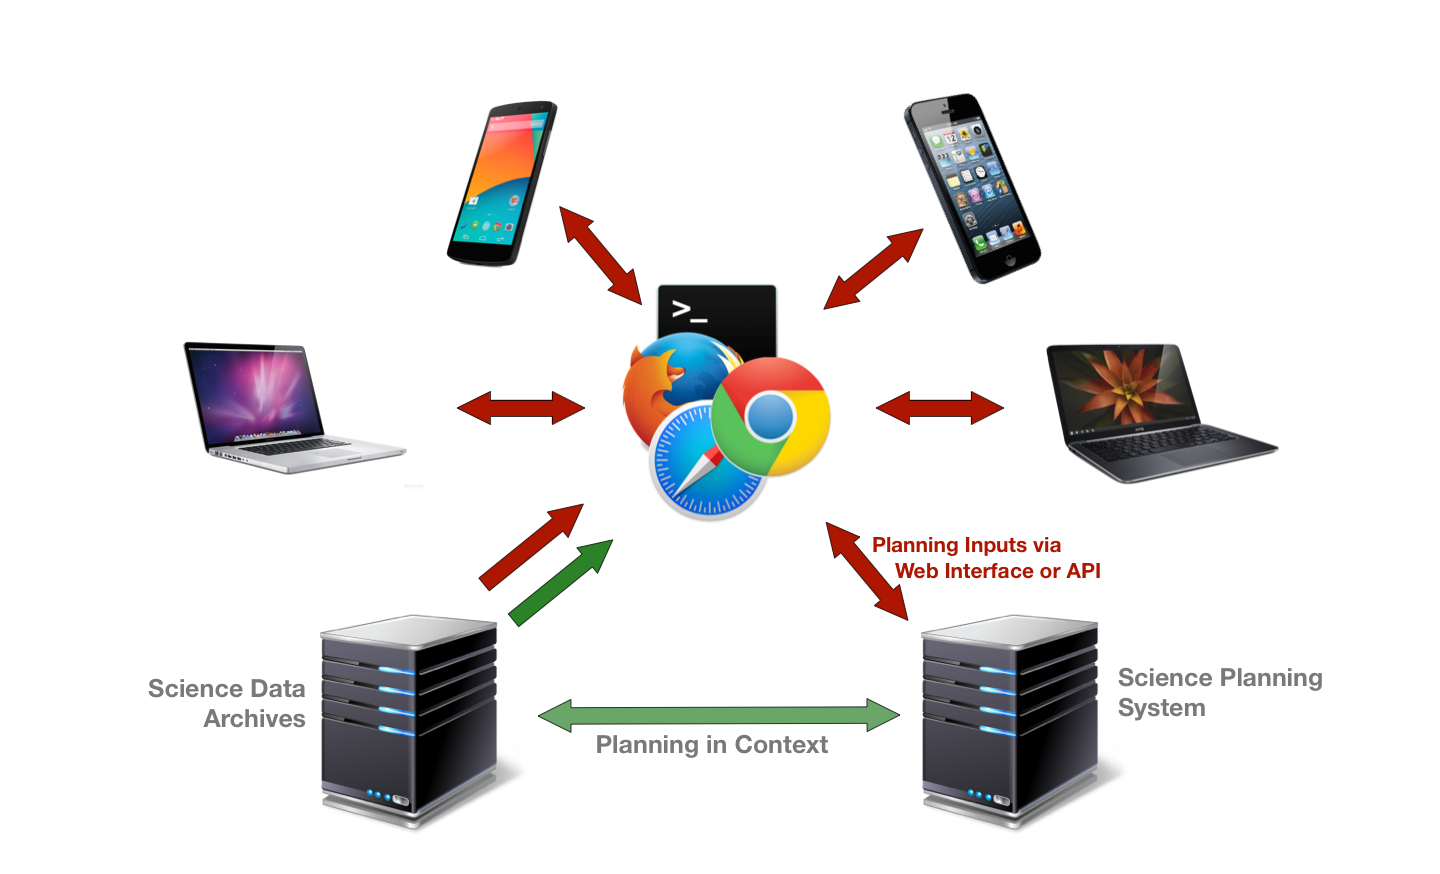 >_
Planning Inputs via
Web Interface or API
Science Data
Archives
Science Planning
System
Planning in Context